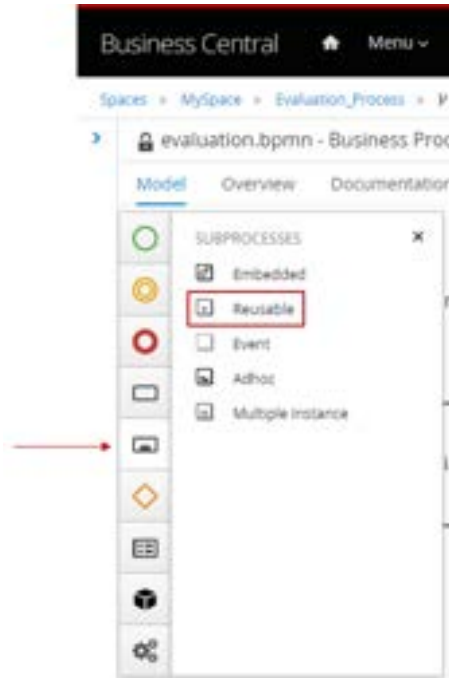 Business Central Menu
Spaces » MySpace » Evaluation_Process »
evaluation.bpmn - Business Proc
Model Overview Documentation
SUBPROCESSES ×
Embedded
Reusable
Event
Adhoc
Multiple Instance